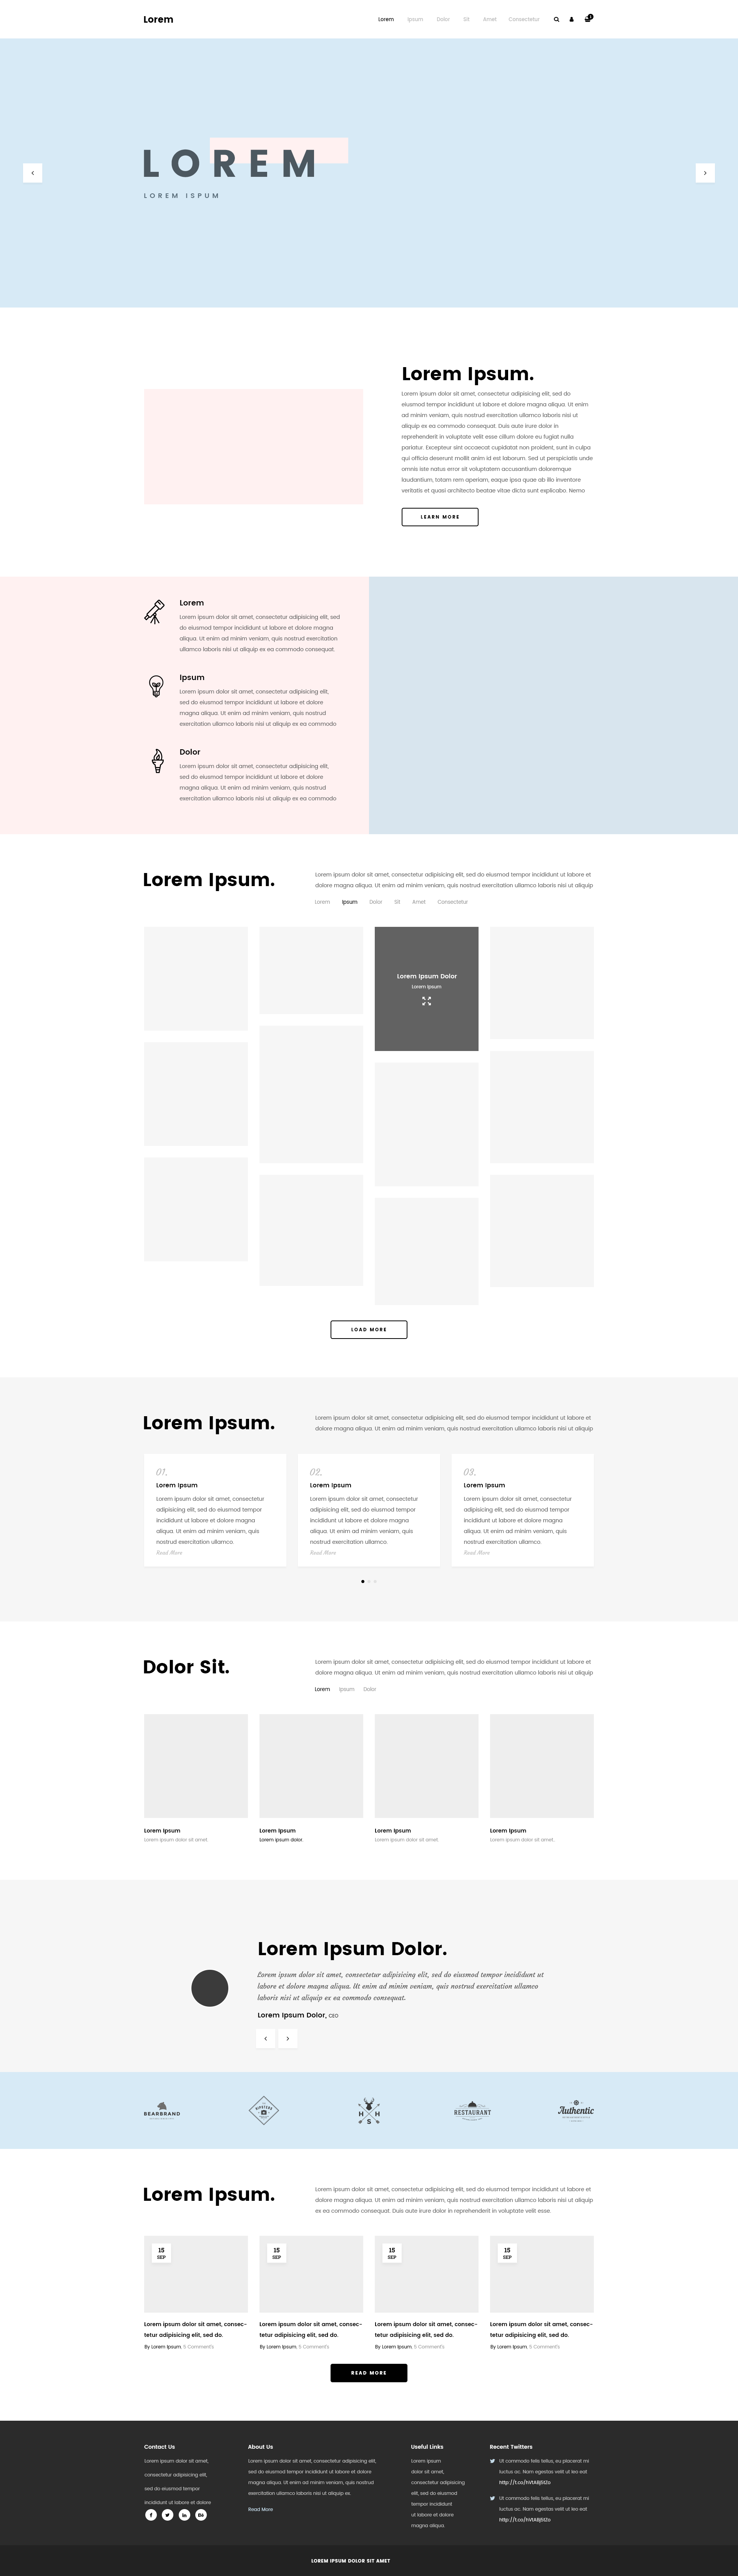 Lorem
Lorem Ipsum Dolor Sit Amet Consectetur
1
LOREM
LOREM ISPUM
Lorem Ipsum.
Lorem ipsum dolor sit amet, consectetur adipisicing elit, sed do
eiusmod tempor incididunt ut labore et dolore magna aliqua. Ut enim
ad minim veniam, quis nostrud exercitation ullamco laboris nisi ut
aliquip ex ea commodo consequat. Duis aute irure dolor in
reprehenderit in voluptate velit esse cillum dolore eu fugiat nulla
pariatur. Excepteur sint occaecat cupidatat non proident, sunt in culpa
qui officia deserunt mollit anim id est laborum. Sed ut perspiciatis unde
omnis iste natus error sit voluptatem accusantium doloremque
laudantium, totam rem aperiam, eaque ipsa quae ab illo inventore
veritatis et quasi architecto beatae vitae dicta sunt explicabo. Nemo
LEARN MORE
Lorem
Lorem ipsum dolor sit amet, consectetur adipisicing elit, sed
do eiusmod tempor incididunt ut labore et dolore magna
aliqua. Ut enim ad minim veniam, quis nostrud exercitation
ullamco laboris nisi ut aliquip ex ea commodo consequat.
Ipsum
Lorem ipsum dolor sit amet, consectetur adipisicing elit,
sed do eiusmod tempor incididunt ut labore et dolore
magna aliqua. Ut enim ad minim veniam, quis nostrud
exercitation ullamco laboris nisi ut aliquip ex ea commodo
Dolor
Lorem ipsum dolor sit amet, consectetur adipisicing elit,
sed do eiusmod tempor incididunt ut labore et dolore
magna aliqua. Ut enim ad minim veniam, quis nostrud
exercitation ullamco laboris nisi ut aliquip ex ea commodo
Lorem Ipsum.
Lorem ipsum dolor sit amet, consectetur adipisicing elit, sed do eiusmod tempor incididunt ut labore et
dolore magna aliqua. Ut enim ad minim veniam, quis nostrud exercitation ullamco laboris nisi ut aliquip
Lorem Ipsum Dolor Sit Amet Consectetur
Lorem Ipsum Dolor
Lorem Ipsum
LOAD MORE
Lorem Ipsum.
Lorem ipsum dolor sit amet, consectetur adipisicing elit, sed do eiusmod tempor incididunt ut labore et
dolore magna aliqua. Ut enim ad minim veniam, quis nostrud exercitation ullamco laboris nisi ut aliquip
01.
Lorem Ipsum
Lorem ipsum dolor sit amet, consectetur
adipisicing elit, sed do eiusmod tempor
incididunt ut labore et dolore magna
aliqua. Ut enim ad minim veniam, quis
nostrud exercitation ullamco.
Read More
02.
Lorem Ipsum
Lorem ipsum dolor sit amet, consectetur
adipisicing elit, sed do eiusmod tempor
incididunt ut labore et dolore magna
aliqua. Ut enim ad minim veniam, quis
nostrud exercitation ullamco.
Read More
03.
Lorem Ipsum
Lorem ipsum dolor sit amet, consectetur
adipisicing elit, sed do eiusmod tempor
incididunt ut labore et dolore magna
aliqua. Ut enim ad minim veniam, quis
nostrud exercitation ullamco.
Read More
Dolor Sit.
Lorem ipsum dolor sit amet, consectetur adipisicing elit, sed do eiusmod tempor incididunt ut labore et
dolore magna aliqua. Ut enim ad minim veniam, quis nostrud exercitation ullamco laboris nisi ut aliquip
Lorem Ipsum Dolor
Lorem Ipsum
Lorem ipsum dolor sit amet.
Lorem Ipsum
Lorem ipsum dolor.
Lorem Ipsum
Lorem ipsum dolor sit amet.
Lorem Ipsum
Lorem ipsum dolor sit amet.
Lorem Ipsum Dolor.
Lorem ipsum dolor sit amet, consectetur adipisicing elit, sed do eiusmod tempor incididunt ut
labore et dolore magna aliqua. Ut enim ad minim veniam, quis nostrud exercitation ullamco
laboris nisi ut aliquip ex ea commodo consequat.
Lorem Ipsum Dolor, CEO
BEARBRAND
HIPSTERS
H H
S
RESTAURANT
Authentic
Lorem Ipsum.
Lorem ipsum dolor sit amet, consectetur adipisicing elit, sed do eiusmod tempor incididunt ut labore et
dolore magna aliqua. Ut enim ad minim veniam, quis nostrud exercitation ullamco laboris nisi ut aliquip
ex ea commodo consequat. Duis aute irure dolor in reprehenderit in voluptate velit esse.
15
SEP
Lorem ipsum dolor sit amet, consec-
tetur adipisicing elit, sed do.
By Lorem Ipsum. 5 Comment's
15
SEP
Lorem ipsum dolor sit amet, consec-
tetur adipisicing elit, sed do.
By Lorem Ipsum. 5 Comment's
15
SEP
Lorem ipsum dolor sit amet, consec-
tetur adipisicing elit, sed do.
By Lorem Ipsum. 5 Comment's
15
SEP
Lorem ipsum dolor sit amet, consec-
tetur adipisicing elit, sed do.
By Lorem Ipsum. 5 Comment's
READ MORE
Contact Us
Lorem ipsum dolor sit amet,
consectetur adipisicing elit,
sed do eiusmod tempor
incididunt ut labore et dolore
About Us
Lorem ipsum dolor sit amet, consectetur adipisicing elit,
sed do eiusmod tempor incididunt ut labore et dolore
magna aliqua. Ut enim ad minim veniam, quis nostrud
exercitation ullamco laboris nisi ut aliquip ex.
Read More
Useful Links
Lorem ipsum
dolor sit amet,
consectetur adipisicing
elit, sed do eiusmod
tempor incididunt
ut labore et dolore
magna aliqua.
Recent Twitters
Ut commodo felis tellus, eu placerat mi
luctus ac. Nam egestas velit ut leo eat
Ut commodo felis tellus, eu placerat mi
luctus ac. Nam egestas velit ut leo eat
LOREM IPSUM DOLOR SIT AMET